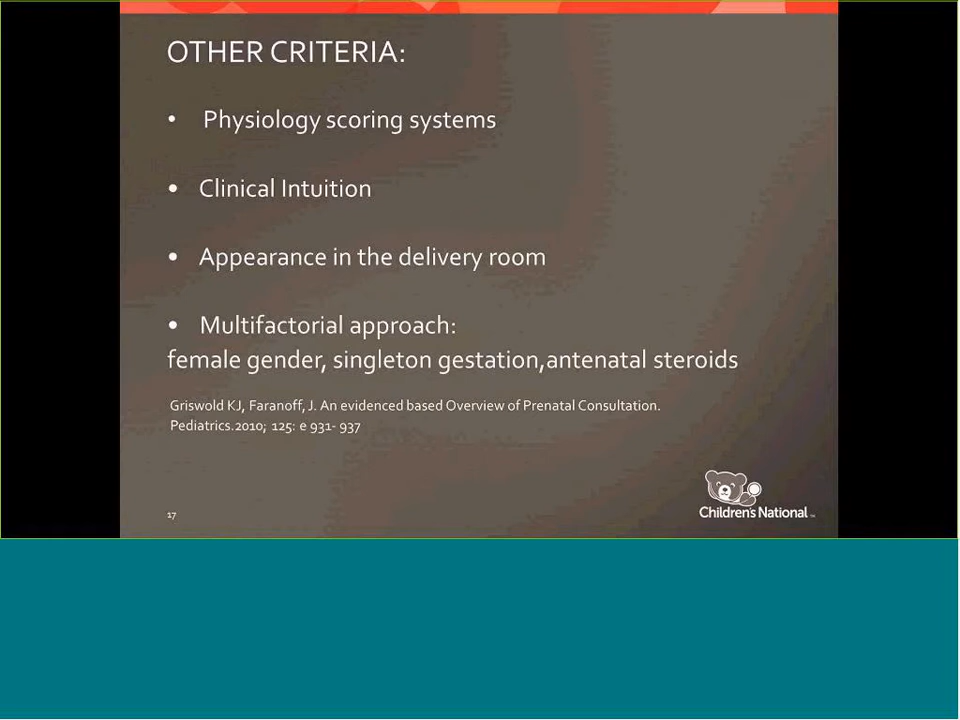 OTHER CRITERIA:
• Physiology scoring systems
• Clinical Intuition
• Appearance in the delivery room
• Multifactorial approach:
female gender, singleton gestation,antenatal steroids
Griswold KJ, Faranoff, J. An evidenced based Overview of Prenatal Consultation.
Pediatrics.2010; 125: e 931- 937
17
Children's National